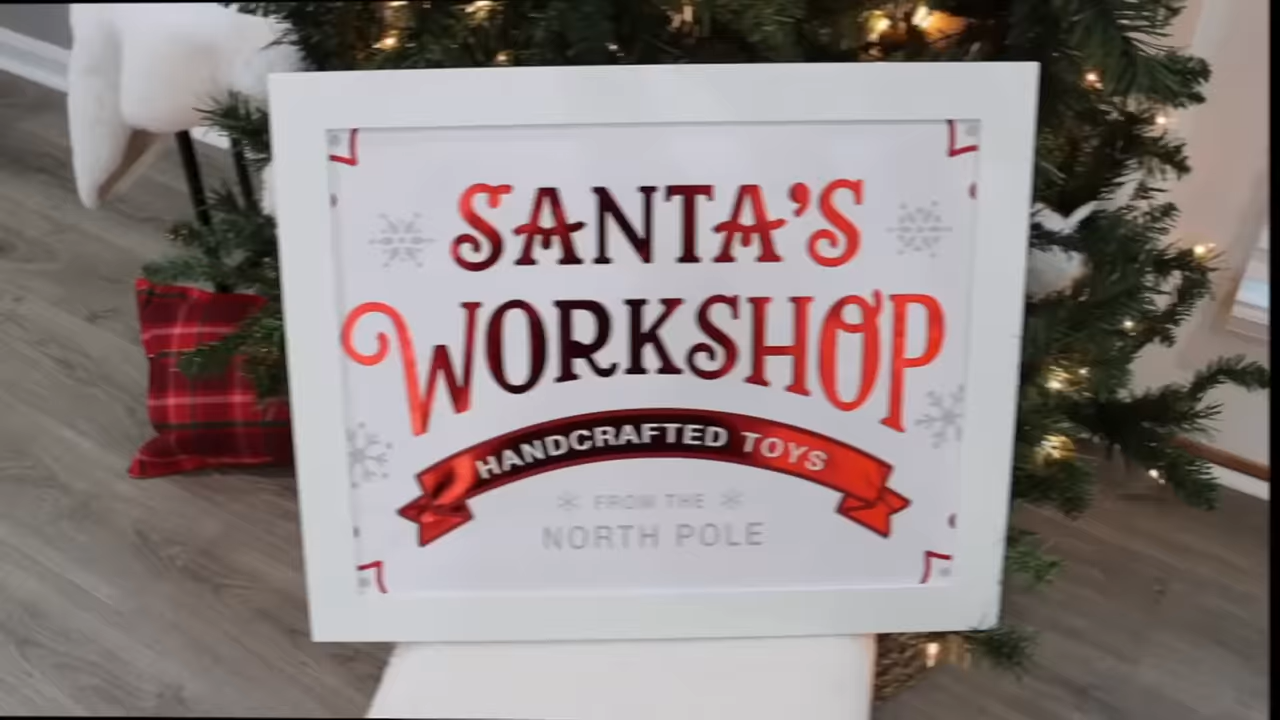 SANTA'S
WORKSHOP
HANDCRAFTED TOYS
FROM THE
NORTH POLE